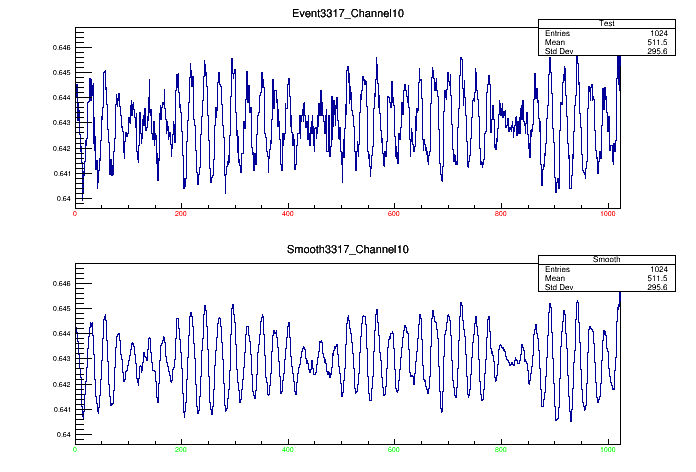 Event3317_Channel10
Test
Entries 1024
Mean 511.5
Std Dev 295.6
0.646
0.645
0.644
0.643
0.642
0.641
0.64
0 200 400 600 800 1000
Smooth3317_Channel10
Smooth
Entries 1024
Mean 511.5
Std Dev 295.6
0.646
0.645
0.644
0.643
0.642
0.641
0.64
0 200 400 600 800 1000